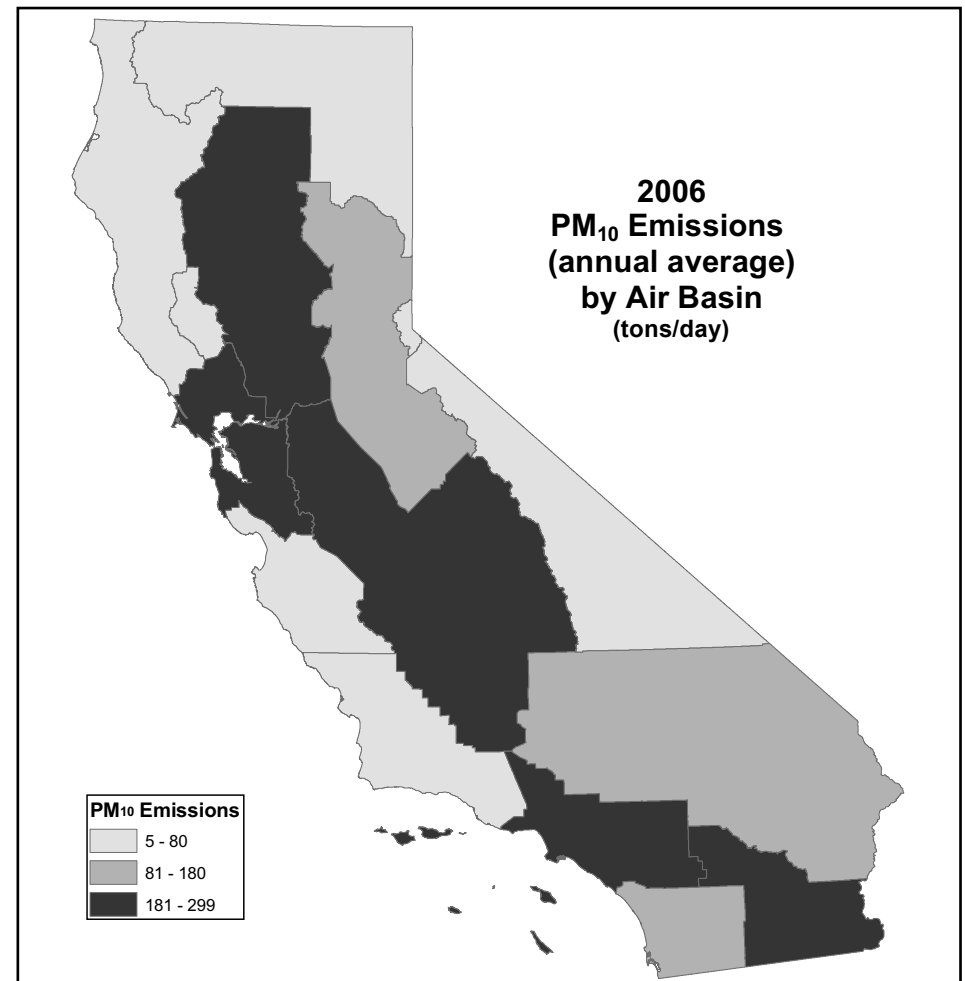 2006
PM₁₀ Emissions
(annual average)
by Air Basin
(tons/day)
PM₁₀ Emissions
5 - 80
81 - 180
181 - 299